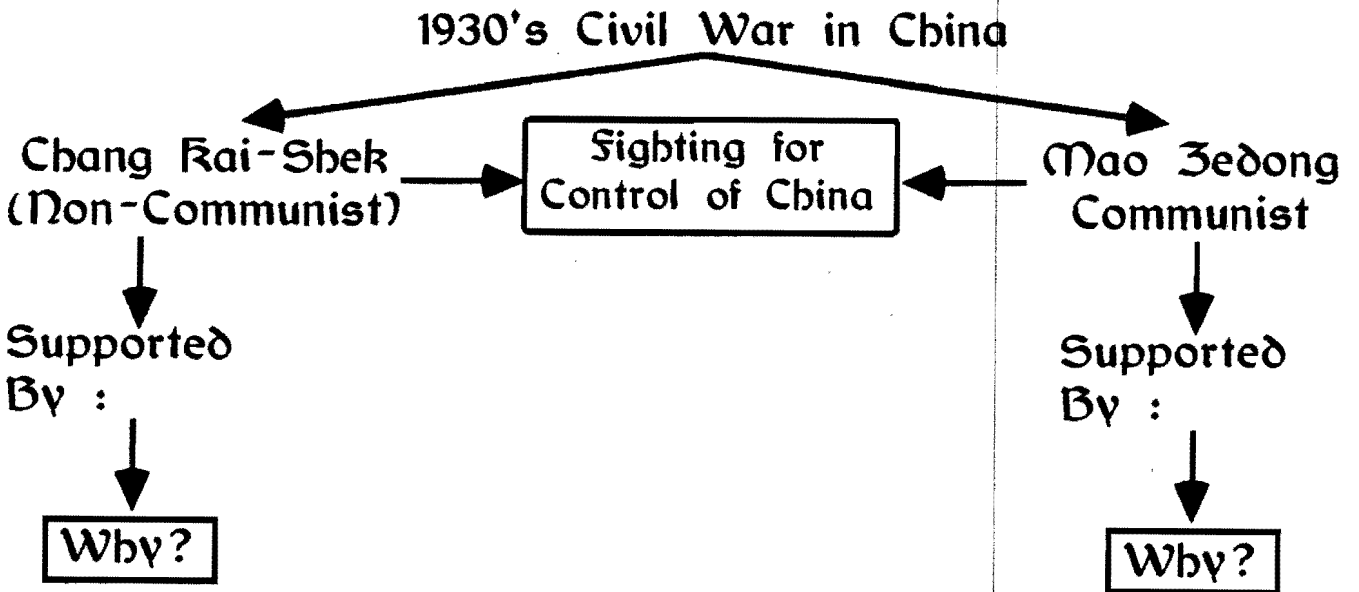 1930's Civil War in China
Chang Kai-Shek
(Non-Communist)
Fighting for
Control of China
Mao Zedong
Communist
Supported
By :
Supported
By :
Why?
Why?